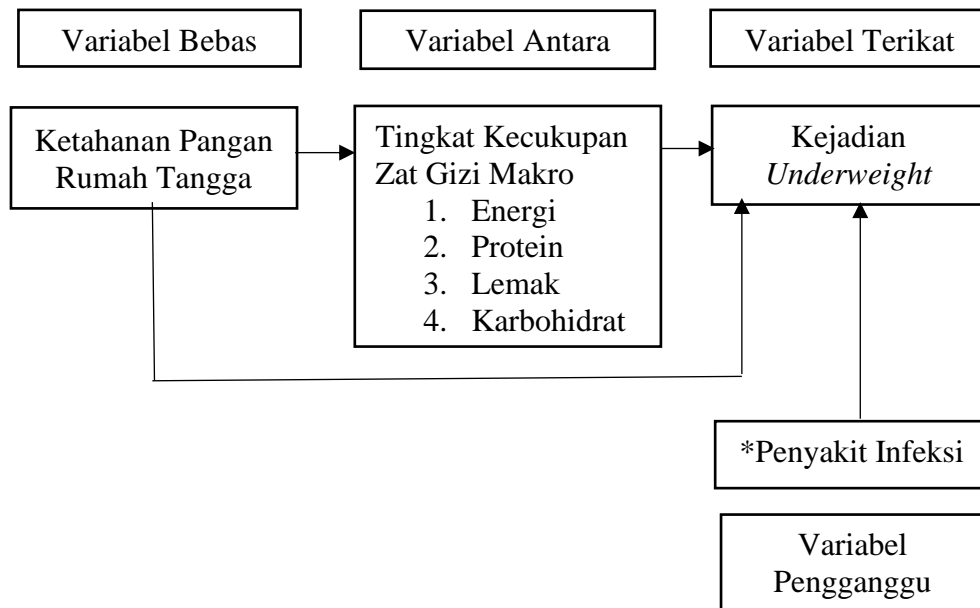 Variabel Bebas
Variabel Antara
Variabel Terikat
Ketahanan Pangan
Rumah Tangga
Tingkat Kecukupan
Zat Gizi Makro
1. Energi
2. Protein
3. Lemak
4. Karbohidrat
Kejadian
Underweight
*Penyakit Infeksi
Variabel
Pengganggu